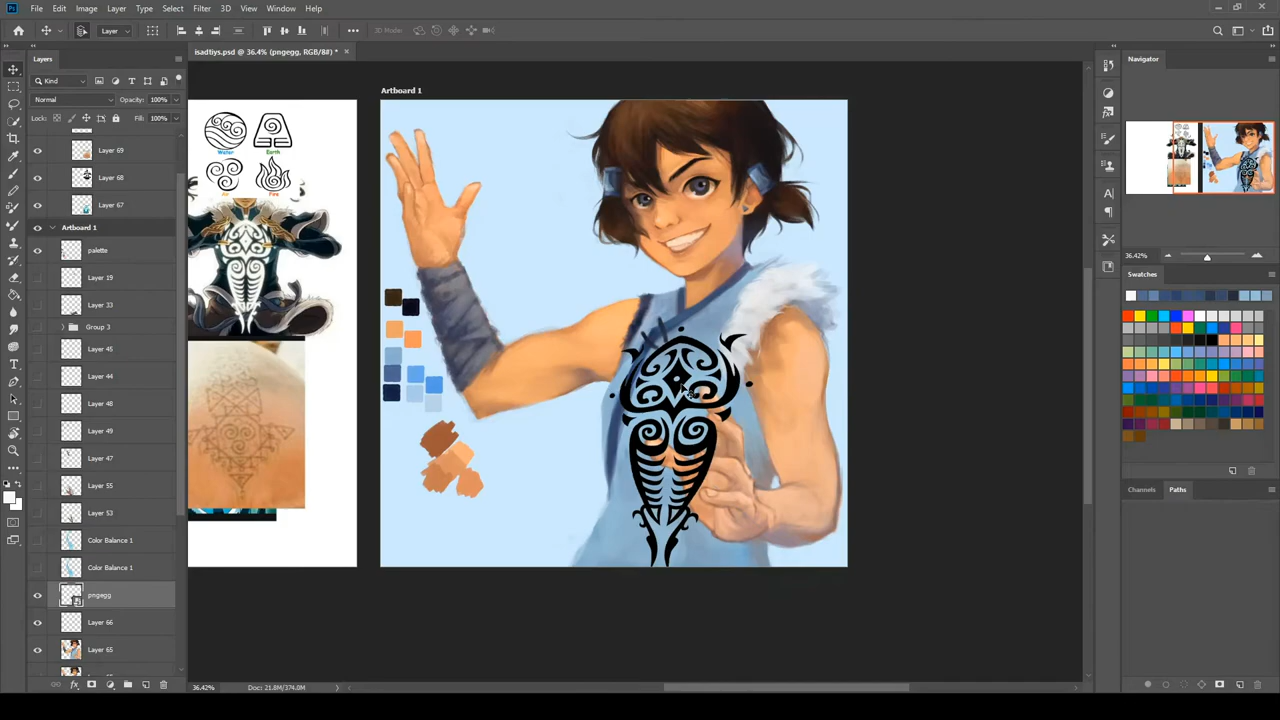 Ps File Edit Image Layer Type Select Filter 3D View Window Help
Layer 3D Mode:
isadtiys.psd @ 36.4% (pngegg, RGB/8#) * ×
Layers
Kind
Normal Opacity: 100%
Lock: Fill: 100%
Layer 69
Layer 68
Layer 67
Artboard 1
palette
Layer 19
Layer 33
Group 3
Layer 45
Layer 44
Layer 48
Layer 49
Layer 47
Layer 55
Layer 53
Color Balance 1
Color Balance 1
pngegg
Layer 66
Layer 65
fx
Water Earth
Air Fire
Artboard 1
36.42% Doc: 21.8M/374.0M
Navigator
36.42%
Swatches
Channels Paths